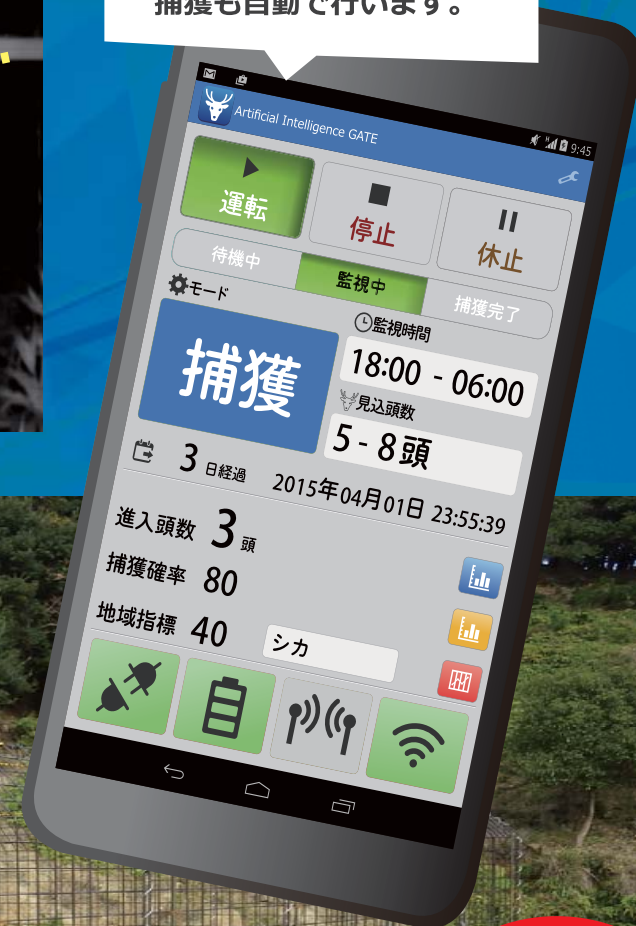 捕獲も自動で行います。
9:45
Artificial Intelligence GATE
運転
停止
休止
待機中
監視中
捕獲完了
モード
監視時間
捕獲
18:00 - 06:00
見込頭数
5 - 8頭
3 日経過
2015年04月01日 23:55:39
進入頭数 3 頭
捕獲確率 80
地域指標 40
シカ